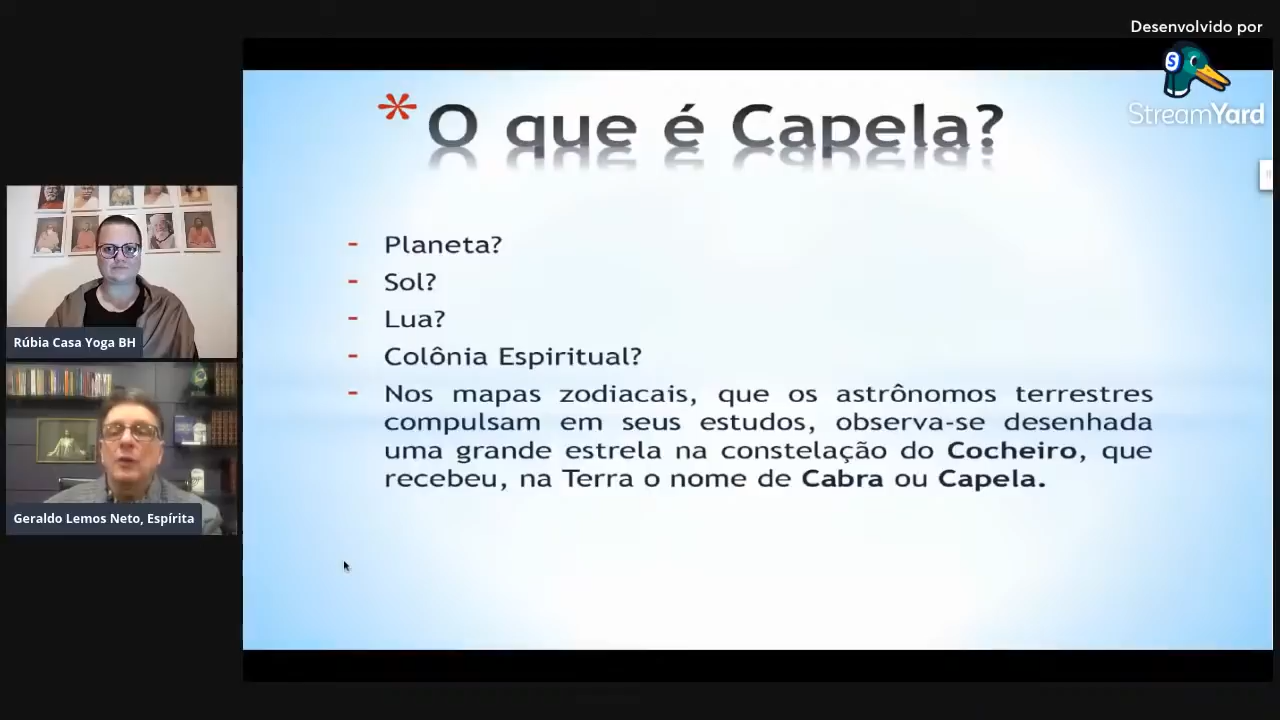 Desenvolvido por
StreamYard
* O que é Capela?
- Planeta?
- Sol?
- Lua?
- Colônia Espiritual?
- Nos mapas zodiacais, que os astrônomos terrestres
compulsam em seus estudos, observa-se desenhada
uma grande estrela na constelação do Cocheiro, que
recebeu, na Terra o nome de Cabra ou Capela.
Rúbia Casa Yoga BH
Geraldo Lemos Neto, Espírita